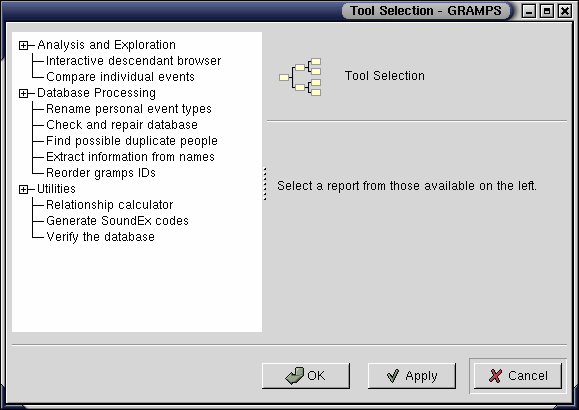 Tool Selection - GRAMPS
Analysis and Exploration
Interactive descendant browser
Compare individual events
Database Processing
Rename personal event types
Check and repair database
Find possible duplicate people
Extract information from names
Reorder gramps IDs
Utilities
Relationship calculator
Generate SoundEx codes
Verify the database
Tool Selection
Select a report from those available on the left.
OK
Apply
Cancel